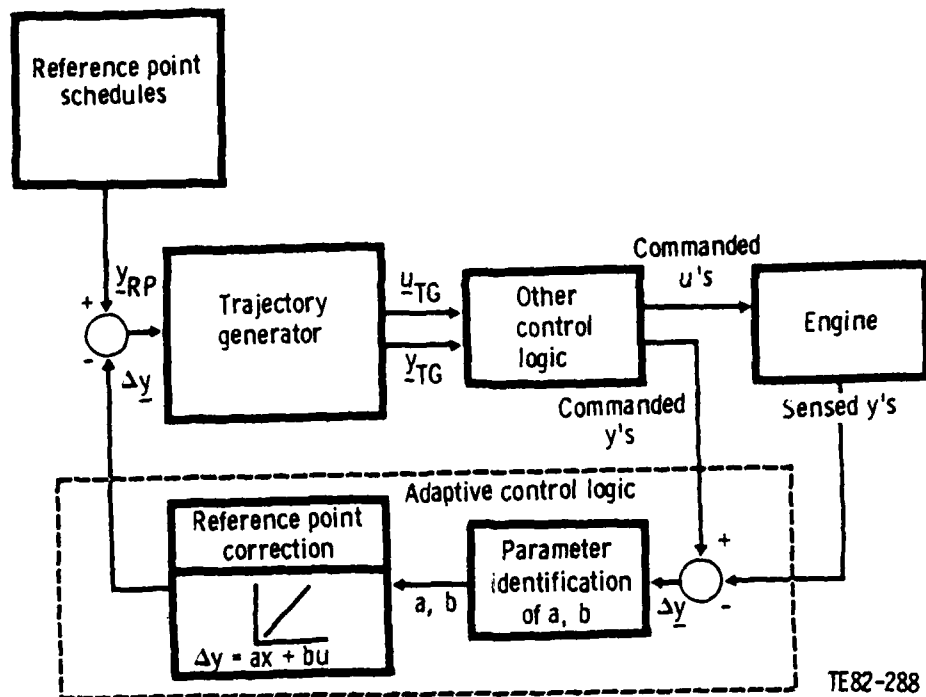 Reference point
schedules
y_RP
+
-
Δy
Trajectory
generator
u_TG
y_TG
Other
control
logic
Commanded
u's
Engine
Commanded
y's
Sensed y's
Adaptive control logic
Reference point
correction
Δy = ax + bu
a, b
Parameter
identification
of a, b
Δy
+
-
TE82-288